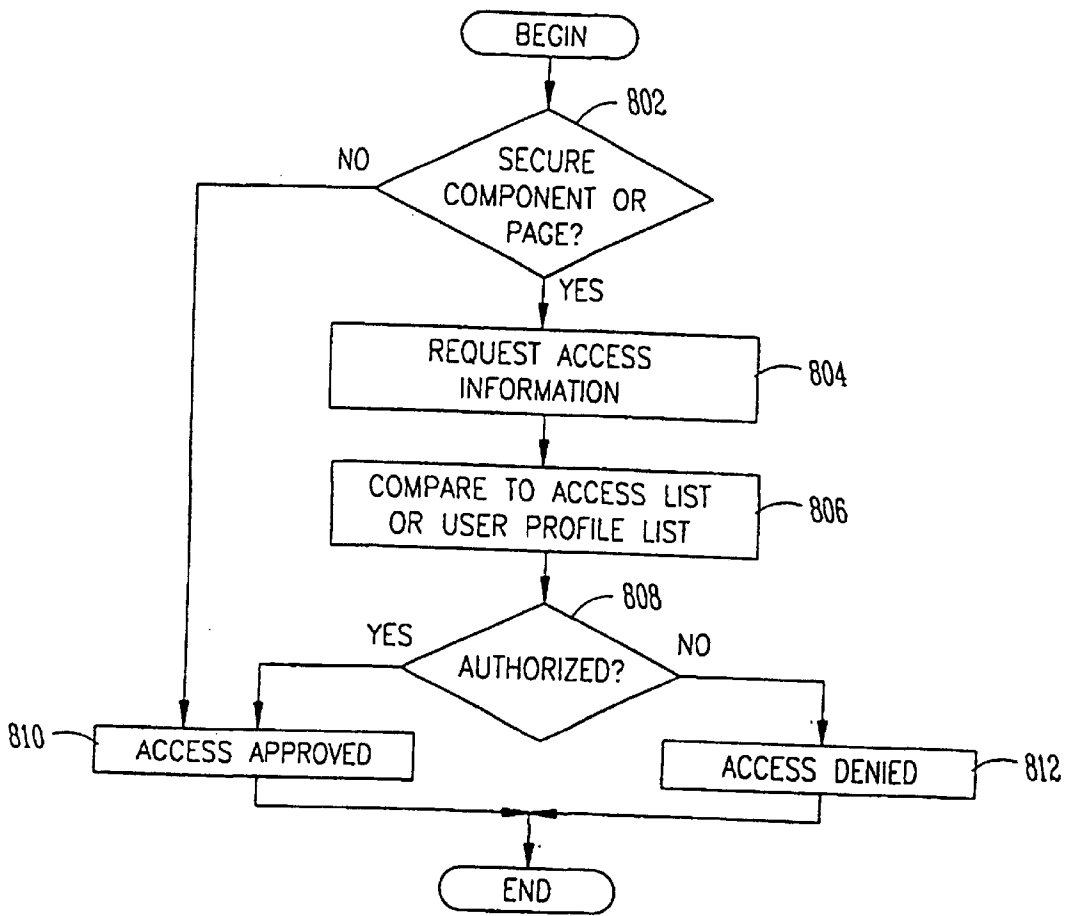 BEGIN
802
NO
SECURE
COMPONENT OR
PAGE?
YES
REQUEST ACCESS
INFORMATION
804
COMPARE TO ACCESS LIST
OR USER PROFILE LIST
806
808
YES
AUTHORIZED?
NO
810
ACCESS APPROVED
ACCESS DENIED
812
END